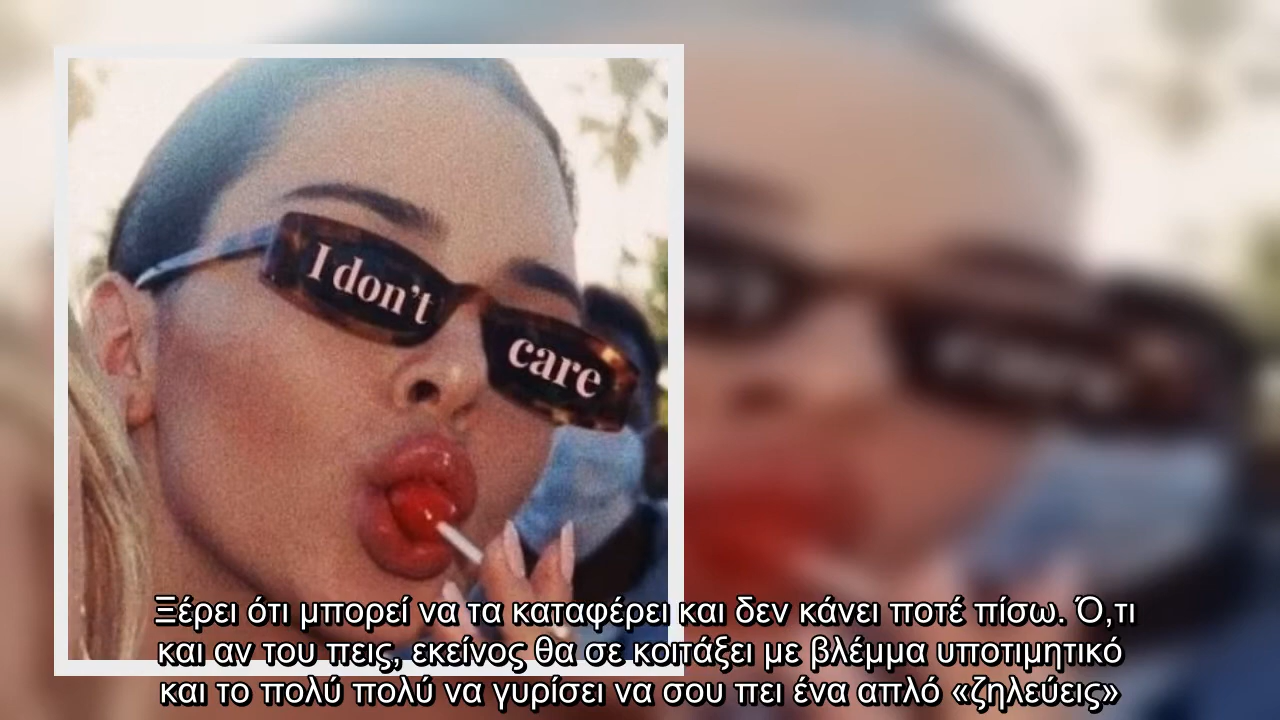 I don't
care
Ξέρει ότι μπορεί να τα καταφέρει και δεν κάνει ποτέ πίσω. Ό,τι
και αν του πεις, εκείνος θα σε κοιτάξει με βλέμμα υποτιμητικό
και το πολύ πολύ να γυρίσει να σου πει ένα απλό «ζηλεύεις»